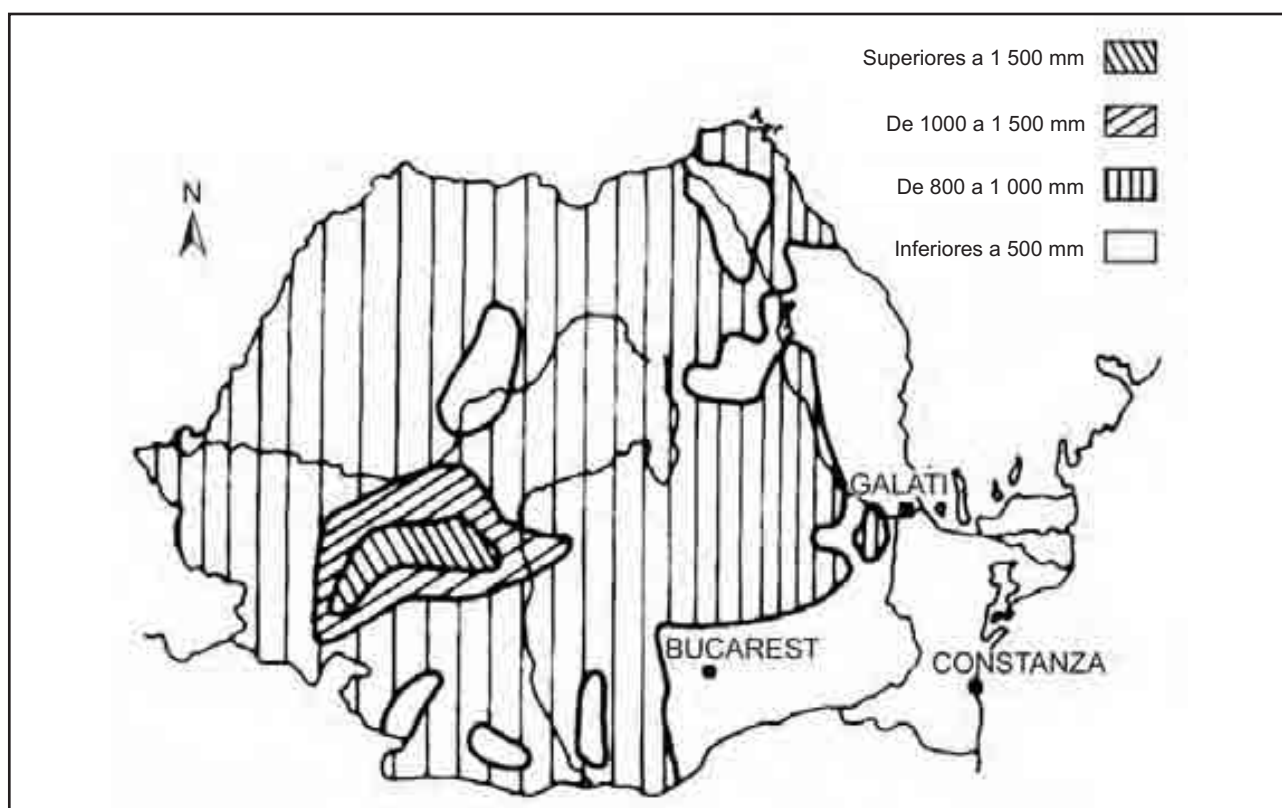 Superiores a 1 500 mm
De 1000 a 1 500 mm
De 800 a 1 000 mm
Inferiores a 500 mm
N
GALATI
BUCAREST
CONSTANZA